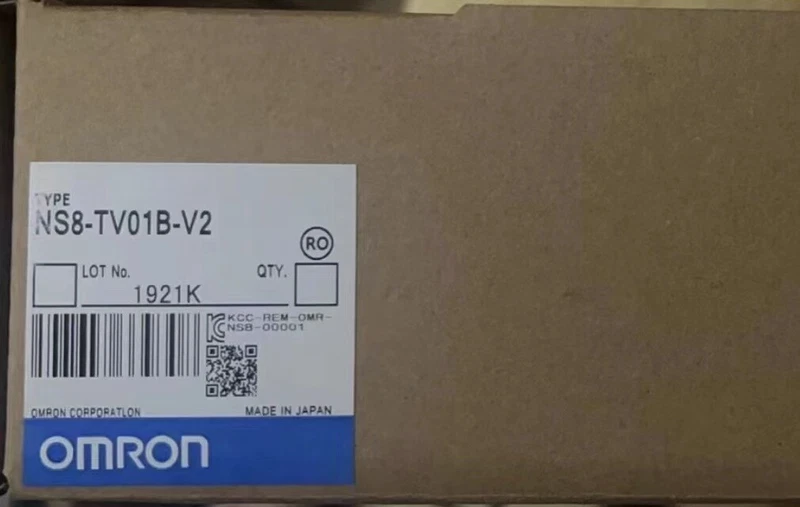 TYPE
NS8-TV01B-V2
RO
LOT No.
QTY.
1921K
KCC-REM-OMR-
NS8-00001
OMRON CORPORATLON
MADE IN JAPAN
OMRON